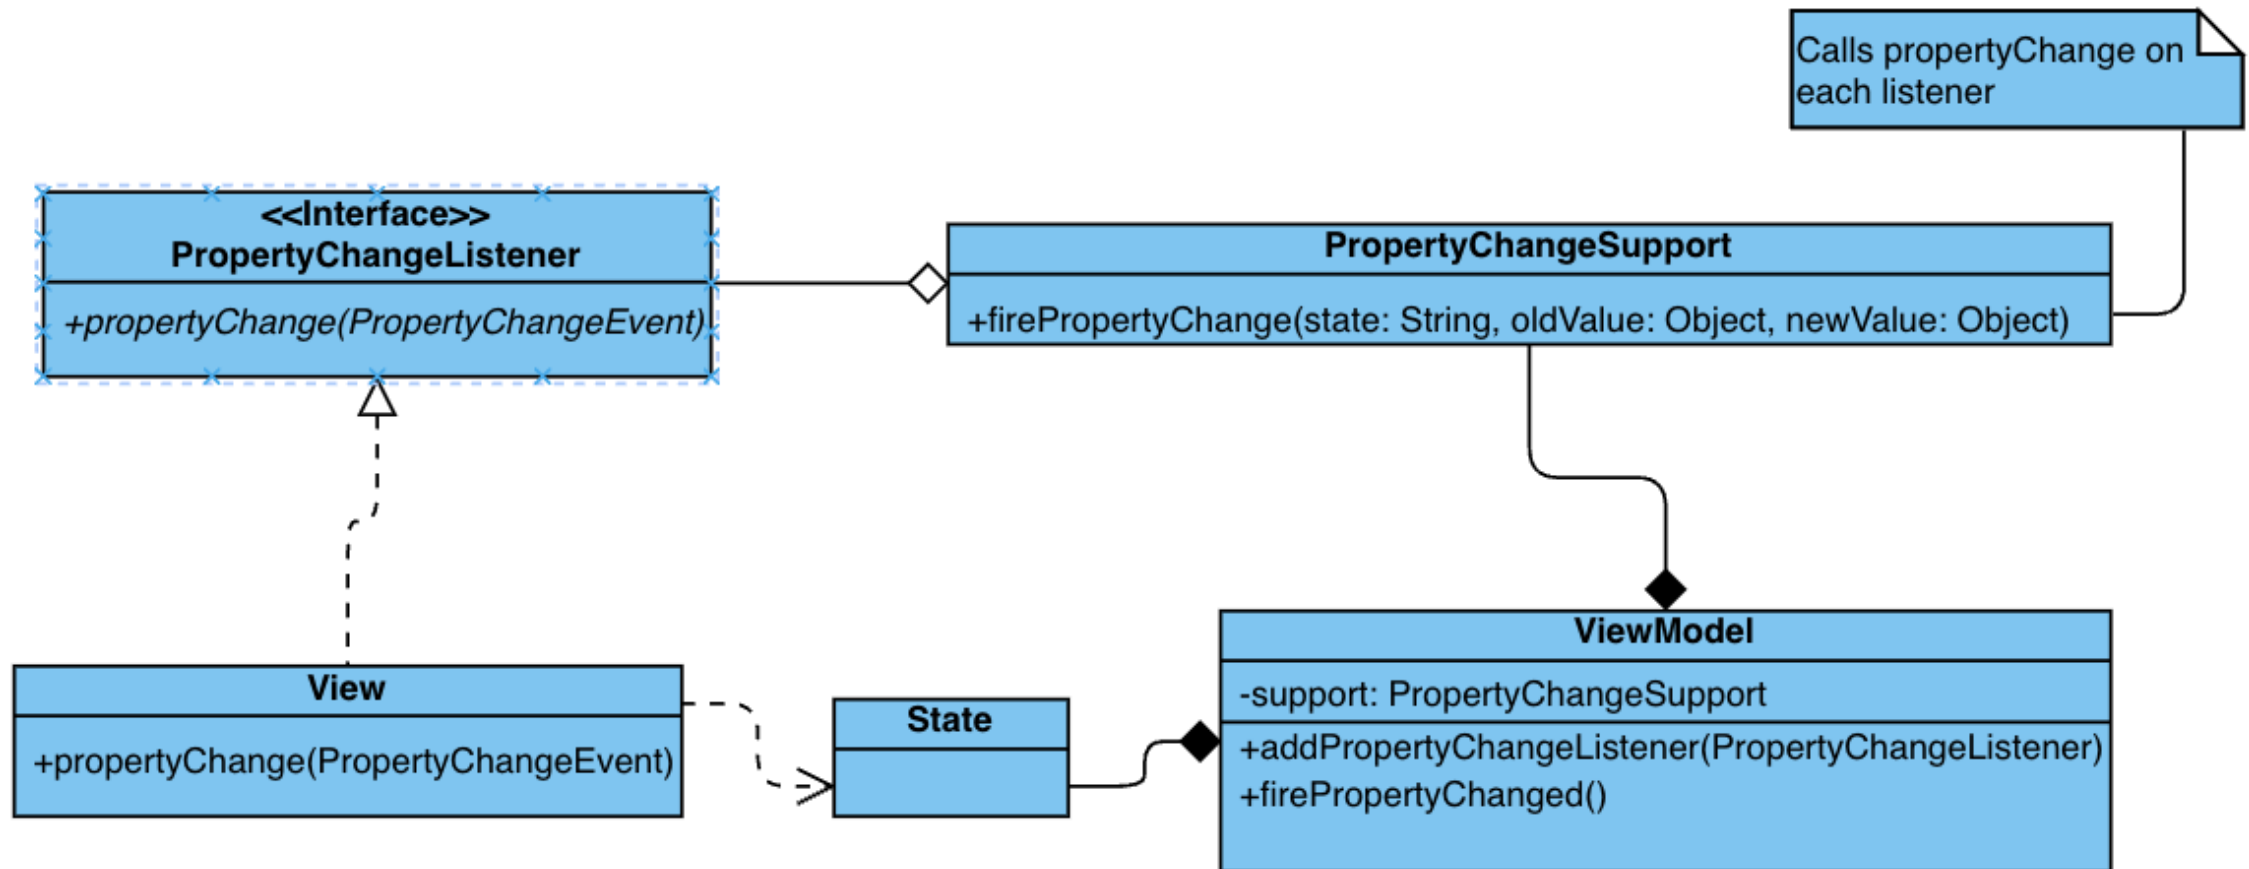 Calls propertyChange on
each listener
<<Interface>>
PropertyChangeListener
+propertyChange(PropertyChangeEvent)
PropertyChangeSupport
+firePropertyChange(state: String, oldValue: Object, newValue: Object)
View
+propertyChange(PropertyChangeEvent)
State
ViewModel
-support: PropertyChangeSupport
+addPropertyChangeListener(PropertyChangeListener)
+firePropertyChanged()